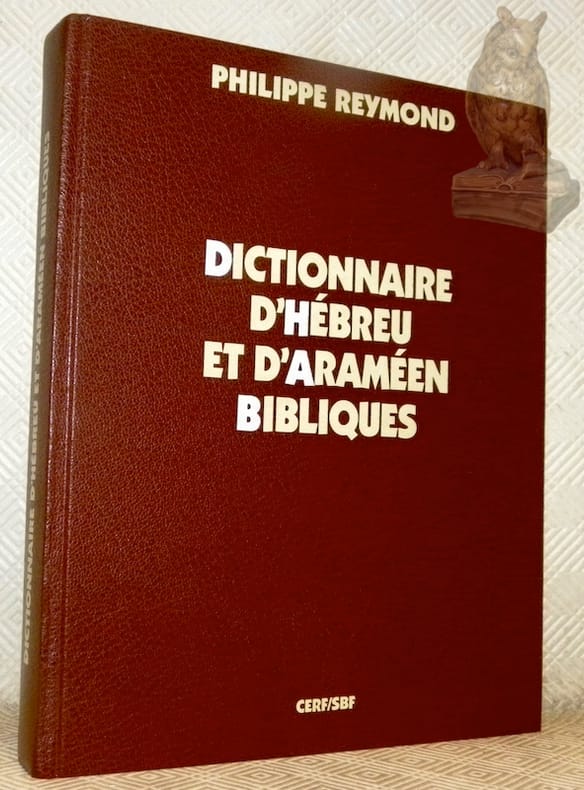 PHILIPPE REYMOND
DICTIONNAIRE
D'HÉBREU
ET D'ARAMÉEN
BIBLIQUES
CERF/SBF
DICTIONNAIRE D'HÉBREU ET D'ARAMÉEN BIBLIQUES